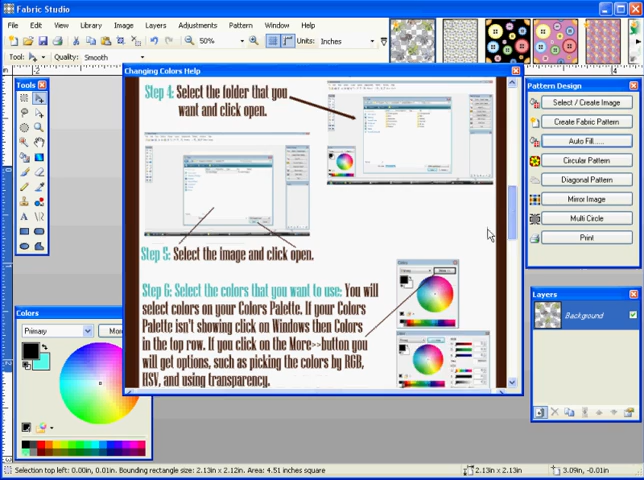 Fabric Studio
File Edit View Library Image Layers Adjustments Pattern Window Help
50% Units: Inches
Tool: Quality: Smooth
Tools
Changing Colors Help
Step 4: Select the folder that you
want and click open.
Step 5: Select the Image and click open.
Step 6: Select the colors that you want to use: You will
select colors on your Colors Palette. If your Colors
Palette isn't showing click on Windows then Colors
in the top row. If you click on the More>>button you
will get options, such as picking the colors by RGB,
HSV, and using transparency.
Pattern Design
Select / Create Image
Create Fabric Pattern
Auto Fill.....
Circular Pattern
Diagonal Pattern
Mirror Image
Multi Circle
Print
Colors
Primary
Layers
Background
Selection top left: 0.00in, 0.01in. Bounding rectangle size: 2.13in x 2.12in. Area: 4.51 inches square
2.13in x 2.13in
3.09in, -0.01in